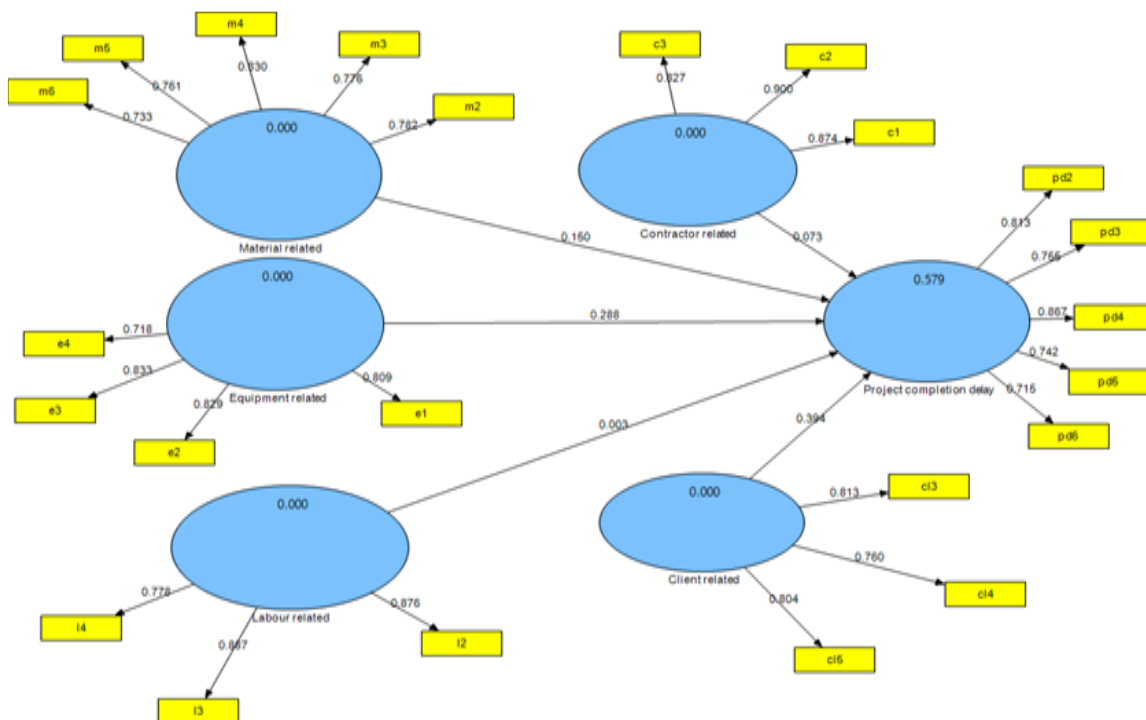 m4
m5
m3
m6
m2
0.830
0.761
0.776
0.733
0.782
0.000
Material related
c3
c2
c1
0.827
0.900
0.874
0.000
Contractor related
0.160
0.073
pd2
pd3
pd4
pd5
pd6
0.813
0.765
0.867
0.742
0.715
0.579
Project completion delay
0.000
0.288
e4
e3
e2
e1
0.718
0.833
0.829
0.809
Equipment related
0.003
0.394
0.000
Labour related
l4
l3
l2
0.778
0.876
0.000
Client related
cl3
cl4
cl5
0.813
0.760
0.804